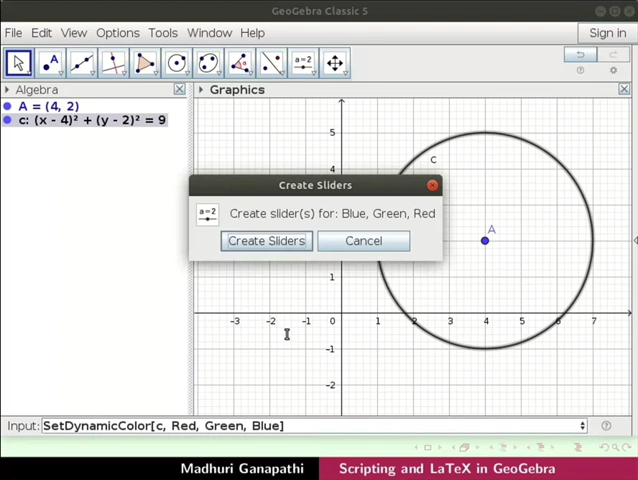 GeoGebra Classic 5
File Edit View Options Tools Window Help Sign in
A a=2
Algebra Graphics
A = (4, 2)
c: (x - 4)² + (y - 2)² = 9
5
4
c
A
1
-3 -2 -1 0 1 2 3 4 5 6 7
-1
-2
Create Sliders
a=2 Create slider(s) for: Blue, Green, Red
Create Sliders Cancel
Input: SetDynamicColor[c, Red, Green, Blue]
Madhuri Ganapathi Scripting and LaTeX in GeoGebra